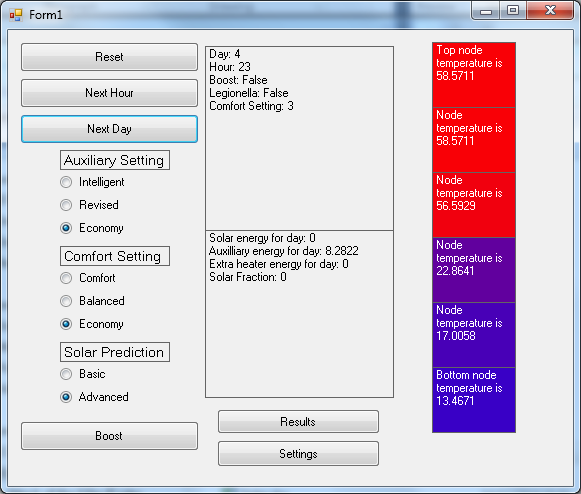 Form1
Reset
Next Hour
Next Day
Auxiliary Setting
Intelligent
Revised
Economy
Comfort Setting
Comfort
Balanced
Economy
Solar Prediction
Basic
Advanced
Boost
Day: 4
Hour: 23
Boost: False
Legionella: False
Comfort Setting: 3
Solar energy for day: 0
Auxilliary energy for day: 8.2822
Extra heater energy for day: 0
Solar Fraction: 0
Results
Settings
Top node
temperature is
58.5711
Node
temperature is
58.5711
Node
temperature is
56.5929
Node
temperature is
22.8641
Node
temperature is
17.0058
Bottom node
temperature is
13.4671